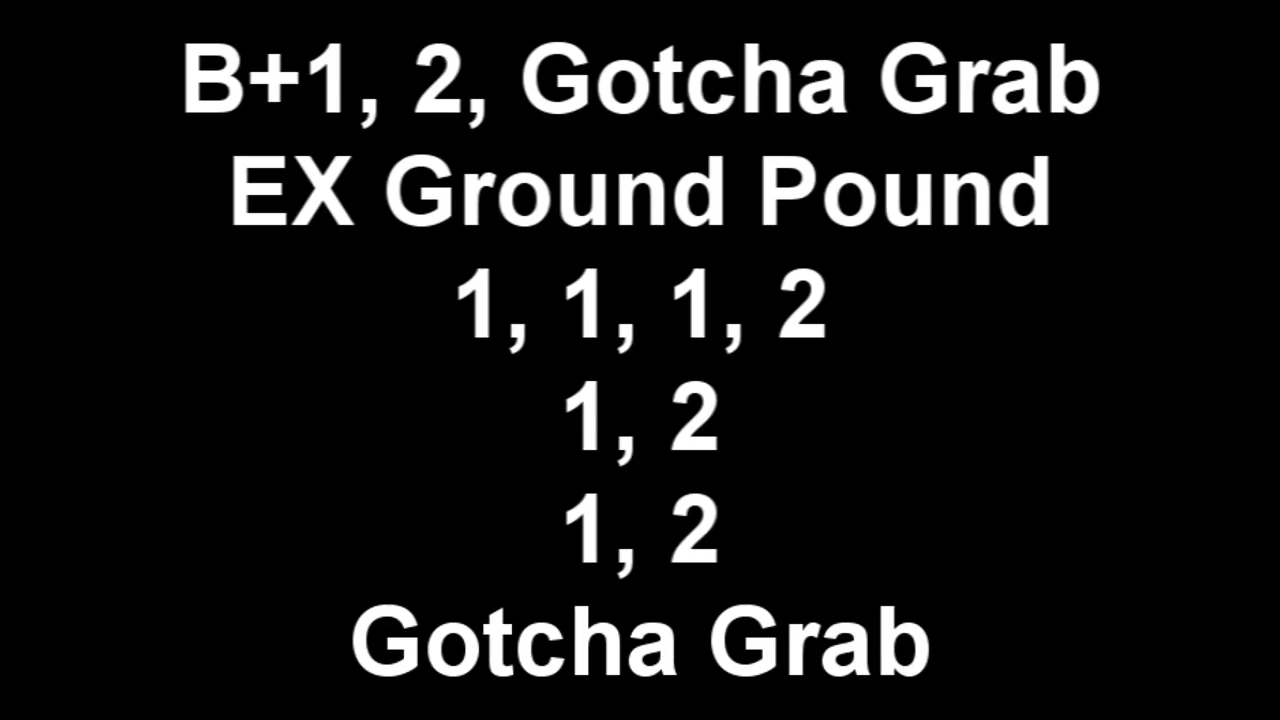 B+1, 2, Gotcha Grab
EX Ground Pound
1, 1, 1, 2
1, 2
1, 2
Gotcha Grab